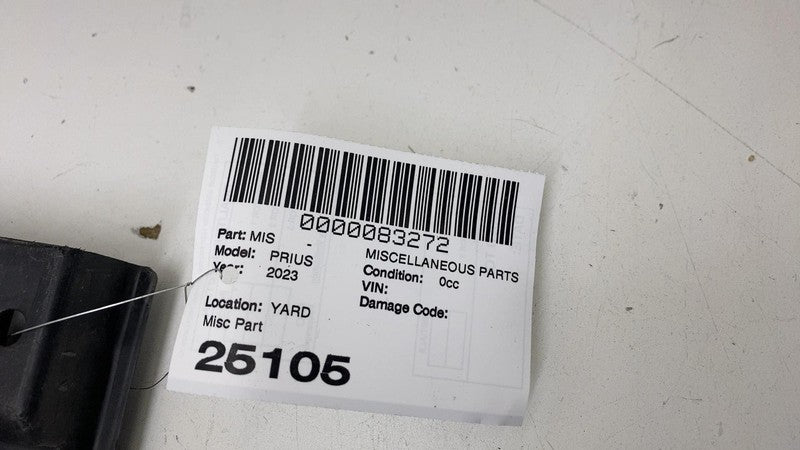 0000083272
Part: MIS - MISCELLANEOUS PARTS
Model: PRIUS Condition: 0cc
Year: 2023 VIN:
Location: YARD Damage Code:
Misc Part
25105